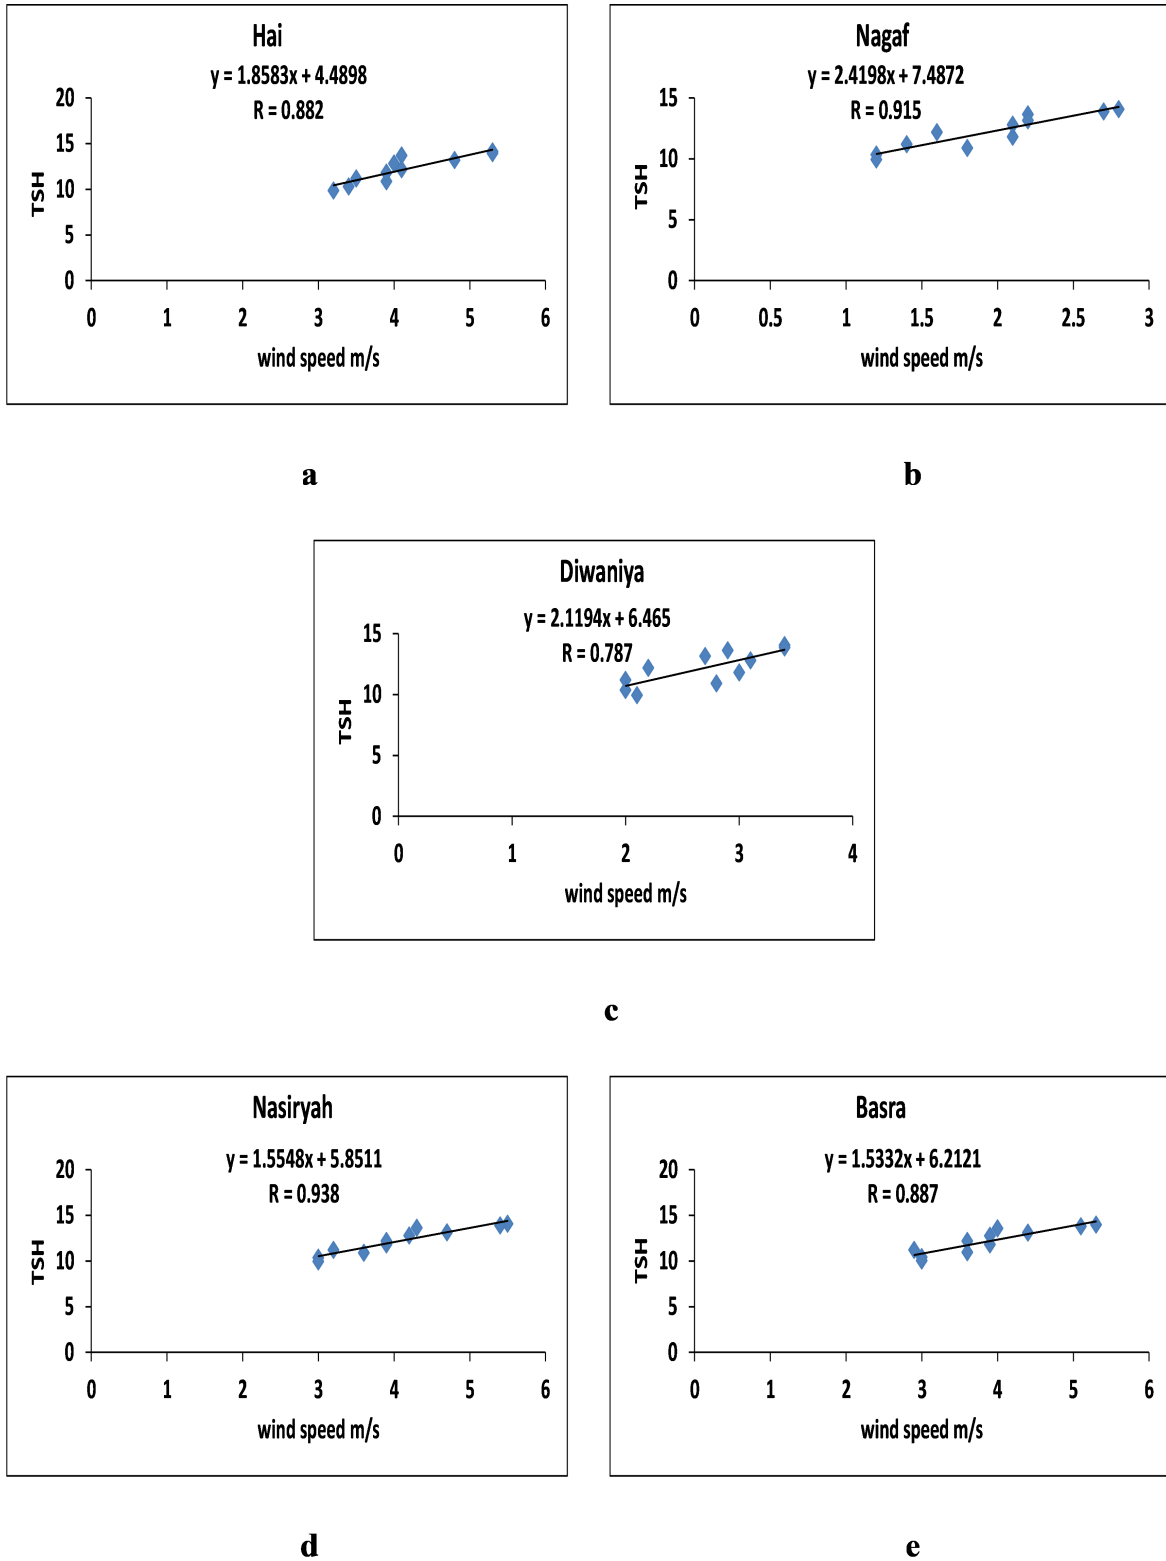 Hai
y = 1.8583x + 4.4898
R = 0.882
20
15
10
5
0
TSH
0 1 2 3 4 5 6
wind speed m/s
a
Nagaf
y = 2.4198x + 7.4872
R = 0.915
15
10
5
0
TSH
0 0.5 1 1.5 2 2.5 3
wind speed m/s
b
Diwaniya
y = 2.1194x + 6.465
R = 0.787
15
10
5
0
TSH
0 1 2 3 4
wind speed m/s
c
Nasiryah
y = 1.5548x + 5.8511
R = 0.938
20
15
10
5
0
TSH
0 1 2 3 4 5 6
wind speed m/s
d
Basra
y = 1.5332x + 6.2121
R = 0.887
20
15
10
5
0
TSH
0 1 2 3 4 5 6
wind speed m/s
e